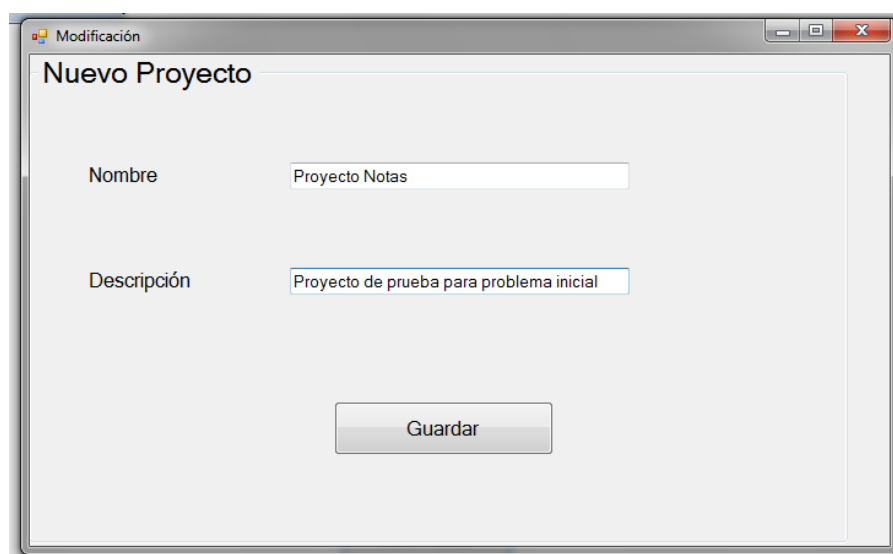 Modificación
Nuevo Proyecto
Nombre
Proyecto Notas
Descripción
Proyecto de prueba para problema inicial
Guardar